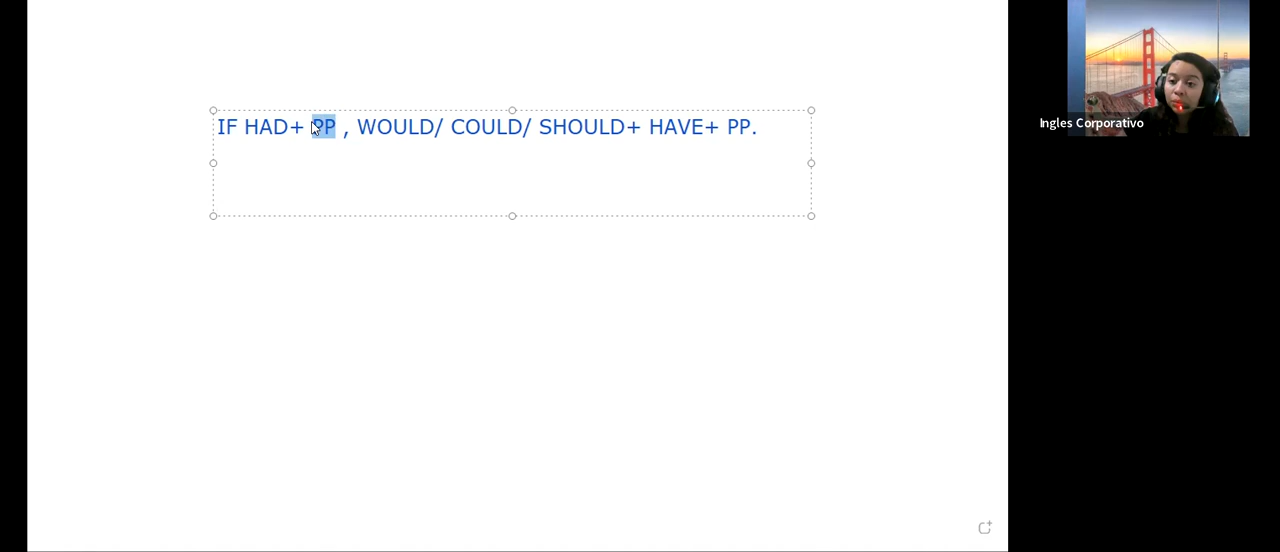 IF HAD+ PP , WOULD/ COULD/ SHOULD+ HAVE+ PP.
Ingles Corporativo